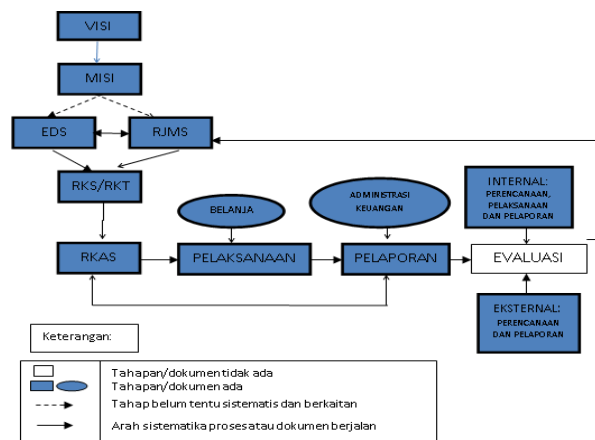 VISI
MISI
EDS
RJMS
RKS/RKT
BELANJA
ADMINISTRASI
KEUANGAN
INTERNAL:
PERENCANAAN,
PELAKSANAAN
DAN PELAPORAN
RKAS
PELAKSANAAN
PELAPORAN
EVALUASI
EKSTERNAL:
PERENCANAAN
DAN PELAPORAN
Keterangan:
Tahapan/dokumen tidak ada
Tahapan/dokumen ada
Tahap belum tentu sistematis dan berkaitan
Arah sistematika proses atau dokumen berjalan